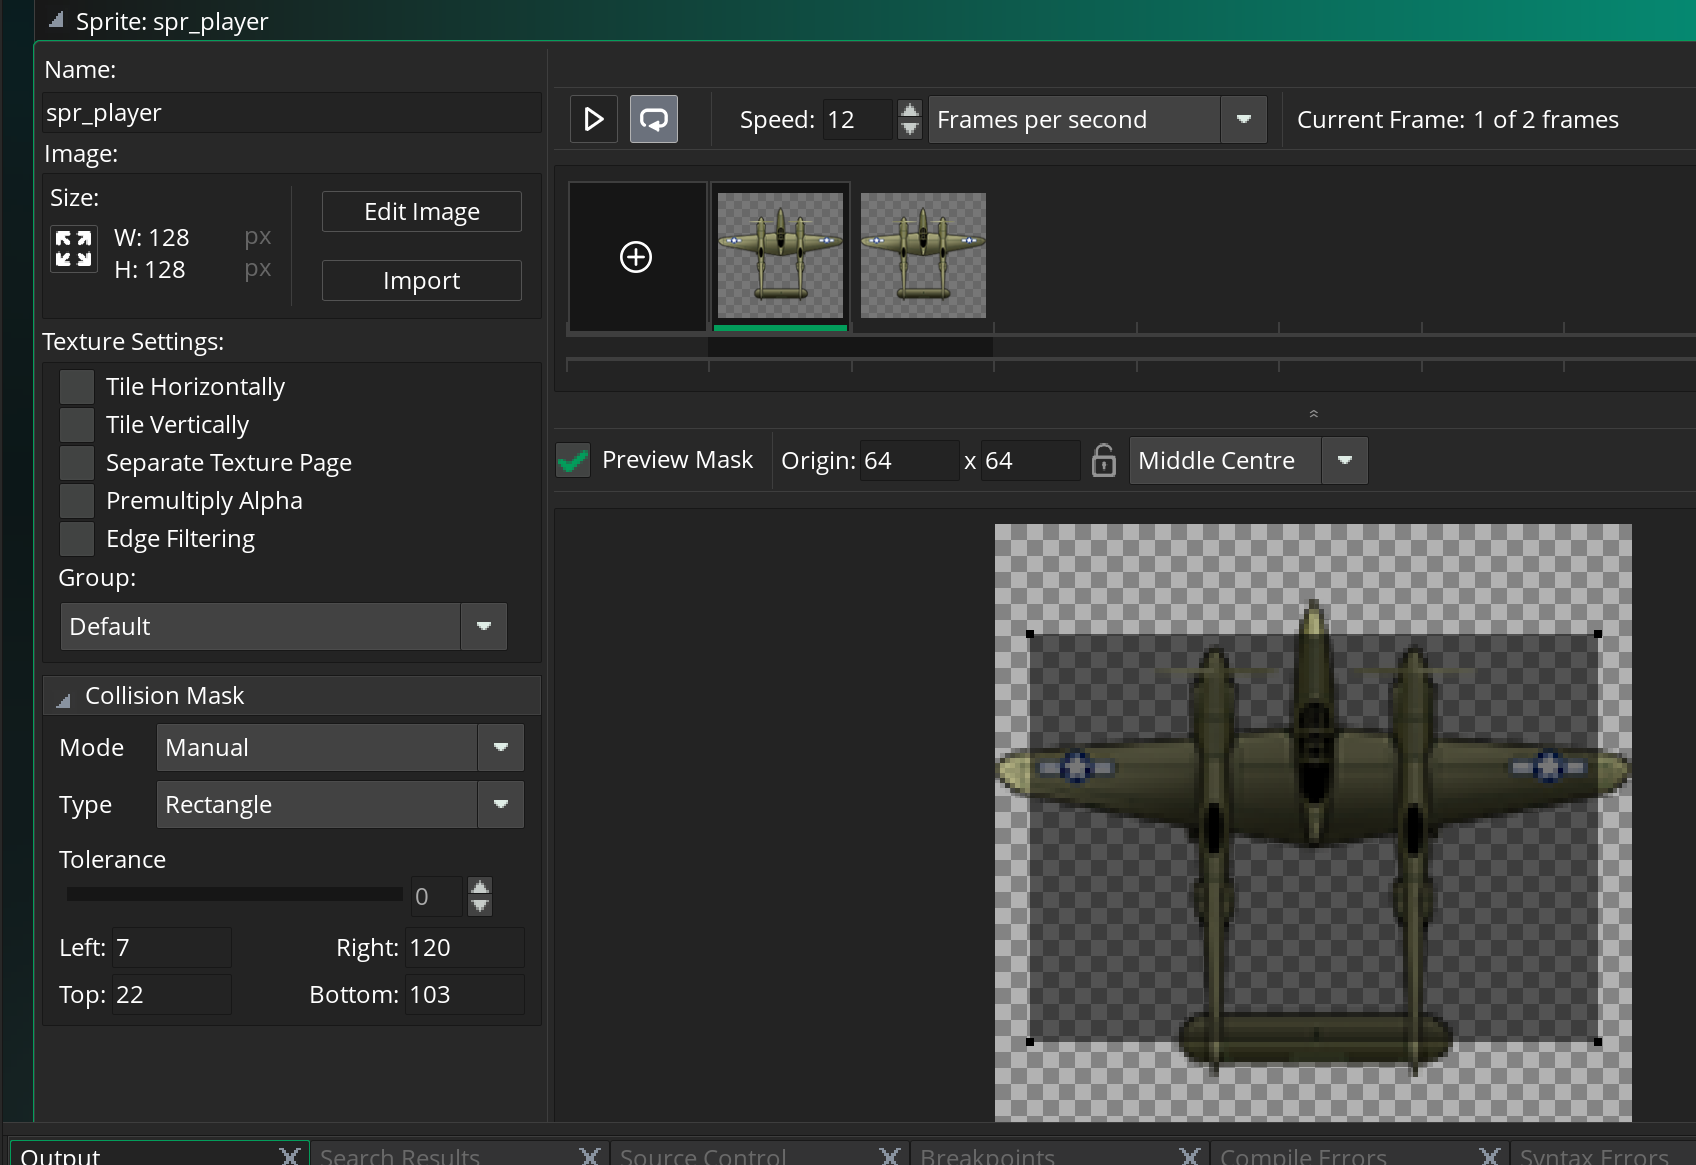 Sprite: spr_player
Name:
spr_player
Image:
Size:
W: 128 px
H: 128 px
Edit Image
Import
Texture Settings:
Tile Horizontally
Tile Vertically
Separate Texture Page
Premultiply Alpha
Edge Filtering
Group:
Default
Collision Mask
Mode Manual
Type Rectangle
Tolerance
0
Left: 7 Right: 120
Top: 22 Bottom: 103
Speed: 12 Frames per second Current Frame: 1 of 2 frames
Preview Mask Origin: 64 x 64 Middle Centre
Output Search Results Source Control Breakpoints Compile Errors Syntax Errors